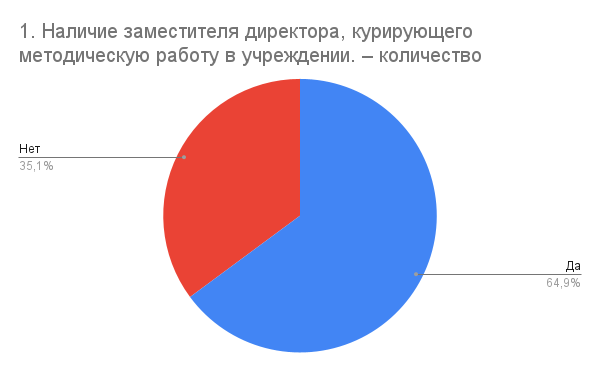 1. Наличие заместителя директора, курирующего
методическую работу в учреждении. – количество
Нет
35,1%
Да
64,9%